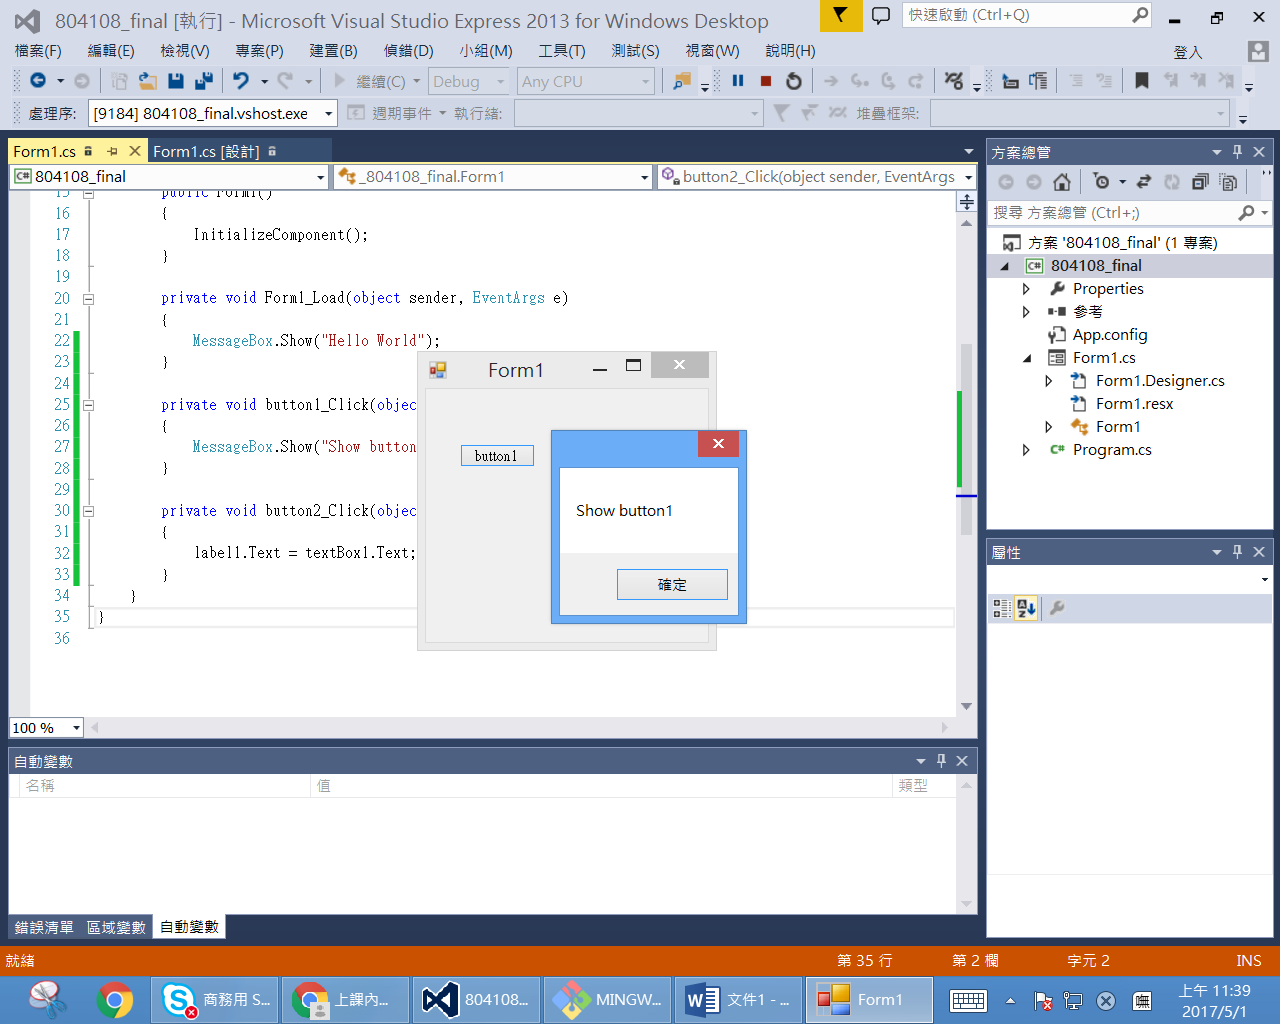 804108_final [執行] - Microsoft Visual Studio Express 2013 for Windows Desktop
快速啟動 (Ctrl+Q)
檔案(F) 編輯(E) 檢視(V) 專案(P) 建置(B) 偵錯(D) 小組(M) 工具(T) 測試(S) 視窗(W) 說明(H)
登入
繼續(C) Debug Any CPU
處理序: [9184] 804108_final.vshost.exe 週期事件 執行緒: 堆疊框架:
Form1.cs Form1.cs [設計]
804108_final _804108_final.Form1 button2_Click(object sender, EventArgs
15 public Form1()
16 {
17 InitializeComponent();
18 }
19
20 private void Form1_Load(object sender, EventArgs e)
21 {
22 MessageBox.Show("Hello World");
23 }
24
25 private void button1_Click(objec
26 {
27 MessageBox.Show("Show button
28 }
29
30 private void button2_Click(objec
31 {
32 label1.Text = textBox1.Text;
33 }
34 }
35 }
36
100 %
Form1
button1
Show button1
確定
方案總管
搜尋 方案總管 (Ctrl+;)
方案 '804108_final' (1 專案)
C# 804108_final
Properties
參考
App.config
Form1.cs
Form1.Designer.cs
Form1.resx
Form1
C# Program.cs
屬性
自動變數
名稱 值 類型
錯誤清單 區域變數 自動變數
就緒 第 35 行 第 2 欄 字元 2 INS
商務用 S... 上課內... 804108... MINGW... 文件1 - ... Form1
上午 11:39
2017/5/1